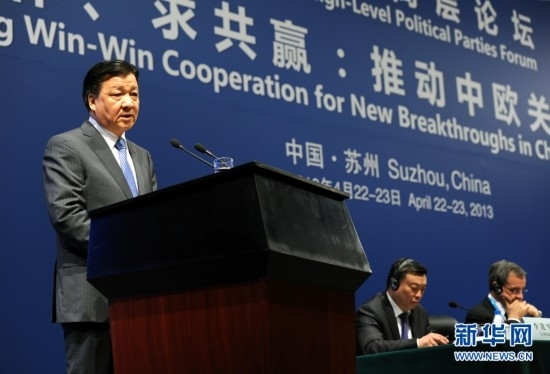 高层论坛
High-Level Political Parties Forum
求共赢：推动中欧关
Win-Win Cooperation for New Breakthroughs in
中国·苏州 Suzhou, China
4月22-23日 April 22-23, 2013
新华网
WWW.NEWS.CN